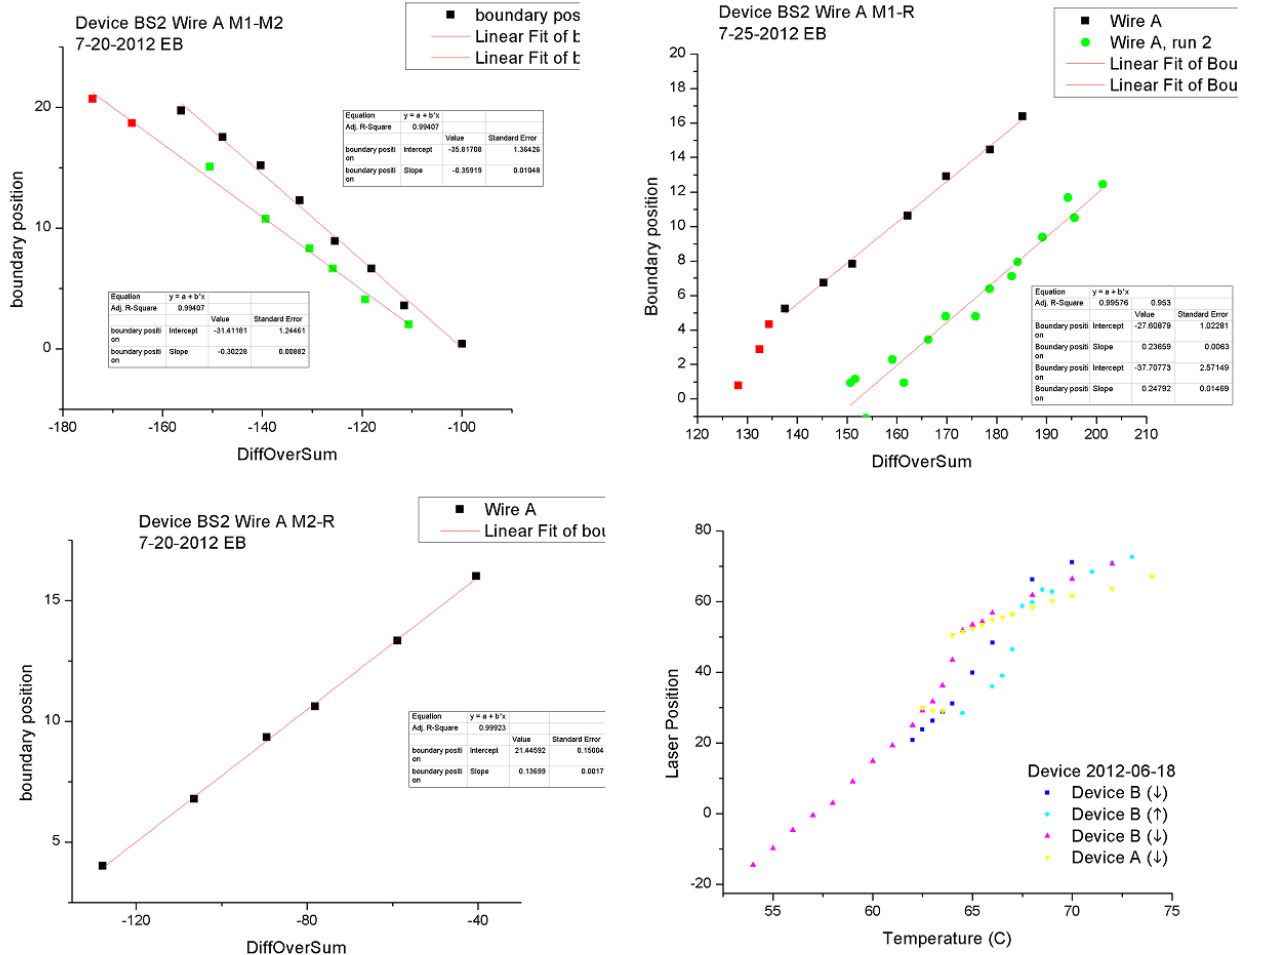 Device BS2 Wire A M1-M2
7-20-2012 EB
boundary pos
Linear Fit of b
Linear Fit of b
20
10
0
boundary position
Equation y = a + b*x
Adj. R-Square 0.99407
Value Standard Error
boundary positi on Intercept -35.81708 1.36426
boundary positi on Slope -0.35919 0.01048
Equation y = a + b*x
Adj. R-Square 0.99407
Value Standard Error
boundary positi on Intercept -31.41181 1.24461
boundary positi on Slope -0.30228 0.00882
-180 -160 -140 -120 -100
DiffOverSum
Device BS2 Wire A M1-R
7-25-2012 EB
Wire A
Wire A, run 2
Linear Fit of Bou
Linear Fit of Bou
20
18
16
14
12
10
8
6
4
2
0
Boundary position
Equation y = a + b*x
Adj. R-Square 0.99576 0.953
Value Standard Error
Boundary positi on Intercept -27.60879 1.02281
Boundary positi on Slope 0.23659 0.0063
Boundary positi on Intercept -37.70773 2.57149
Boundary positi on Slope 0.24792 0.01469
120 130 140 150 160 170 180 190 200 210
DiffOverSum
Device BS2 Wire A M2-R
7-20-2012 EB
Wire A
Linear Fit of bou
15
10
5
boundary position
Equation y = a + b*x
Adj. R-Square 0.99923
Value Standard Error
boundary positi on Intercept 21.44592 0.15004
boundary positi on Slope 0.13699 0.0017
-120 -80 -40
DiffOverSum
80
60
40
20
0
-20
Laser Position
Device 2012-06-18
Device B (↓)
Device B (↑)
Device B (↓)
Device A (↓)
55 60 65 70 75
Temperature (C)